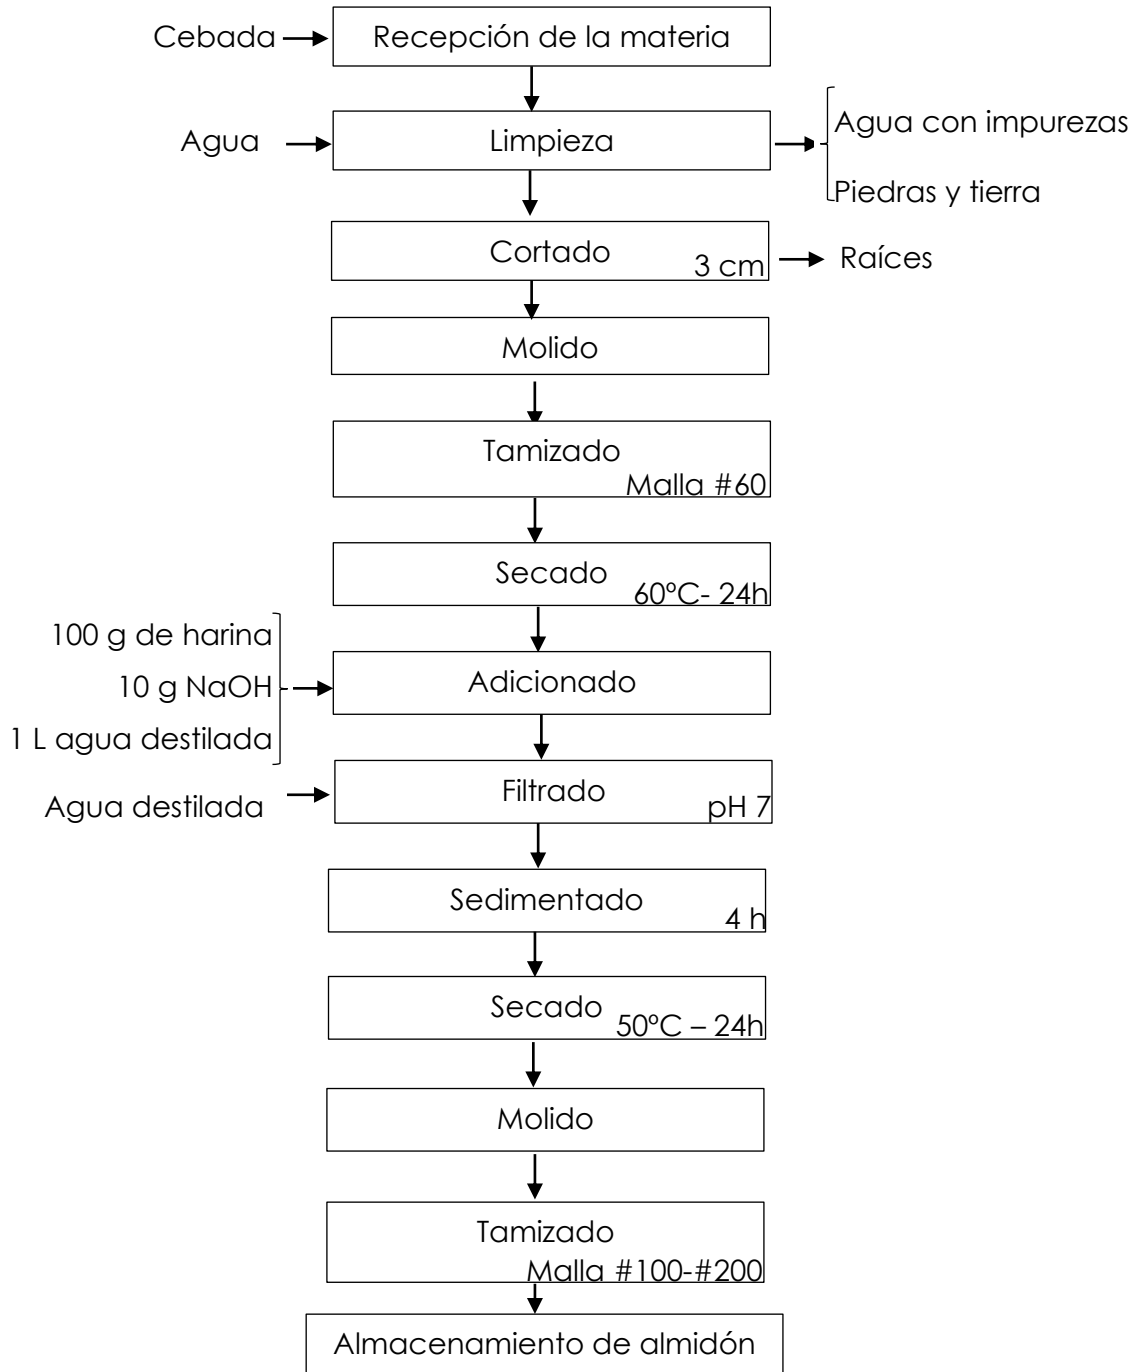 Cebada
Recepción de la materia
Agua
Limpieza
Agua con impurezas
Piedras y tierra
Cortado
3 cm
Raíces
Molido
Tamizado
Malla #60
Secado
60°C- 24h
100 g de harina
10 g NaOH
1 L agua destilada
Adicionado
Agua destilada
Filtrado
pH 7
Sedimentado
4 h
Secado
50°C – 24h
Molido
Tamizado
Malla #100-#200
Almacenamiento de almidón